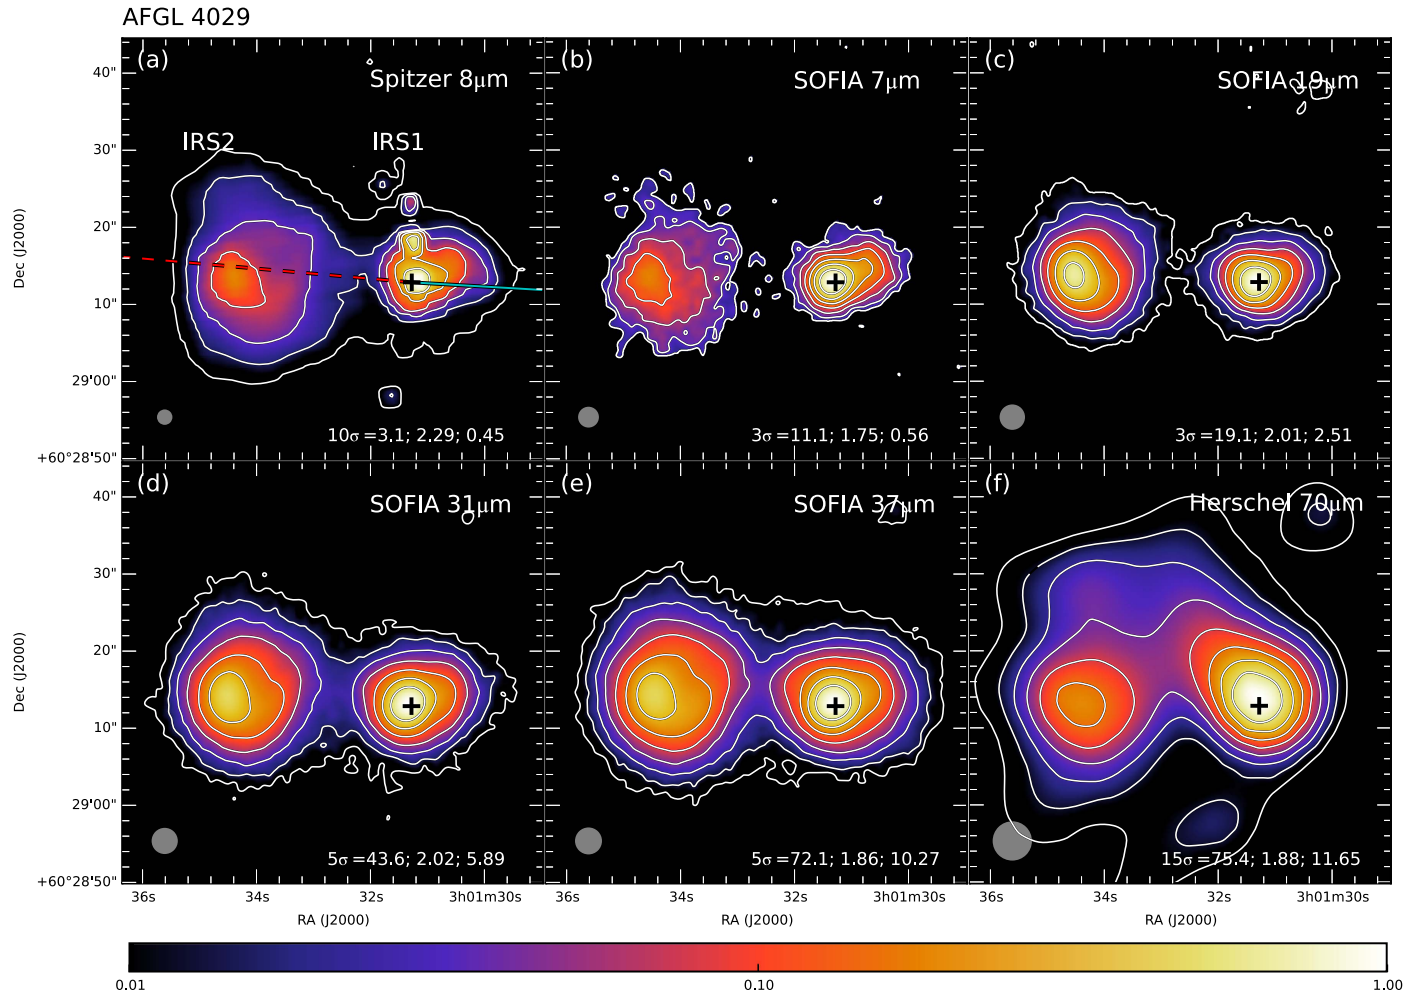 AFGL 4029
(a)
Spitzer 8μm
IRS2
IRS1
10σ=3.1; 2.29; 0.45
(b)
SOFIA 7μm
3σ=11.1; 1.75; 0.56
(c)
SOFIA 19μm
3σ=19.1; 2.01; 2.51
40"
30"
20"
10"
29'00"
+60°28'50"
Dec (J2000)
(d)
SOFIA 31μm
5σ=43.6; 2.02; 5.89
(e)
SOFIA 37μm
5σ=72.1; 1.86; 10.27
(f)
Herschel 70μm
15σ=75.4; 1.88; 11.65
40"
30"
20"
10"
29'00"
+60°28'50"
Dec (J2000)
36s 34s 32s 3h01m30s
36s 34s 32s 3h01m30s
36s 34s 32s 3h01m30s
RA (J2000)
RA (J2000)
RA (J2000)
0.01 0.10 1.00